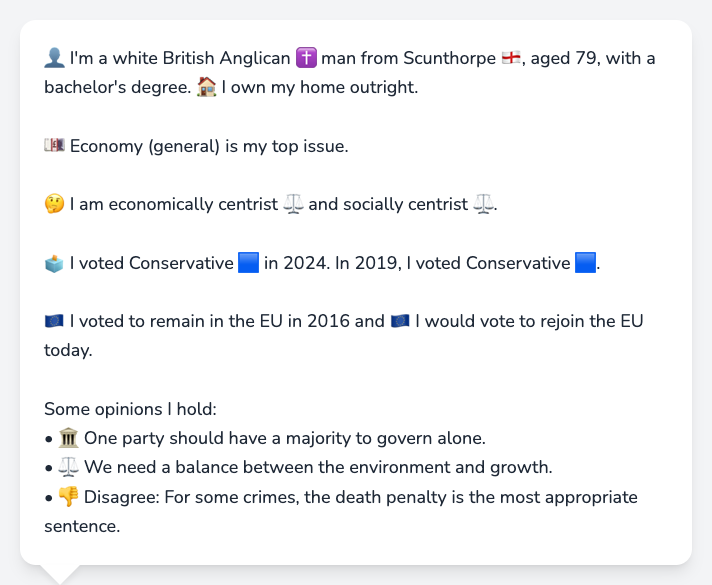 👤 I'm a white British Anglican ✝️ man from Scunthorpe 🏴󠁧󠁢󠁥󠁮󠁧󠁿, aged 79, with a
bachelor's degree. 🏠 I own my home outright.
💷 Economy (general) is my top issue.
🤔 I am economically centrist ⚖️ and socially centrist ⚖️.
🗳️ I voted Conservative 🟦 in 2024. In 2019, I voted Conservative 🟦.
🇪🇺 I voted to remain in the EU in 2016 and 🇪🇺 I would vote to rejoin the EU
today.
Some opinions I hold:
• 🏛️ One party should have a majority to govern alone.
• ⚖️ We need a balance between the environment and growth.
• 👎 Disagree: For some crimes, the death penalty is the most appropriate
sentence.